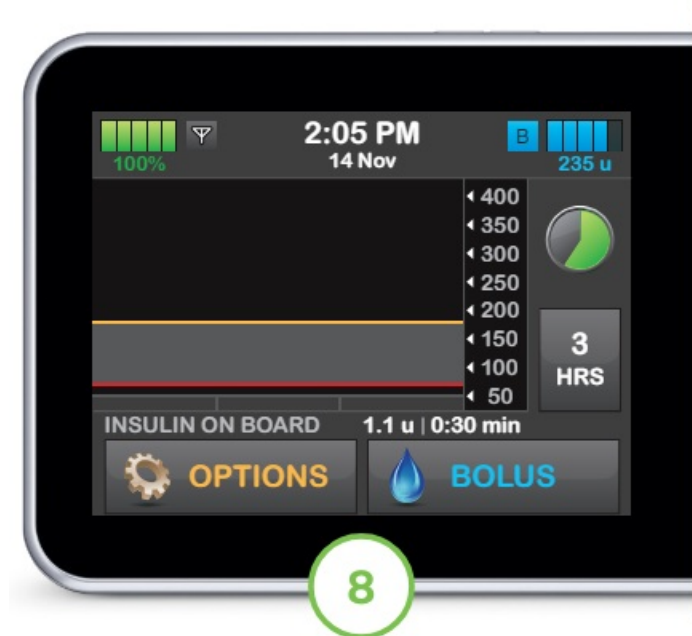 2:05 PM
B
100%
14 Nov
235 u
400
350
300
250
200
150
100
50
3
HRS
INSULIN ON BOARD 1.1 u | 0:30 min
OPTIONS
BOLUS
8